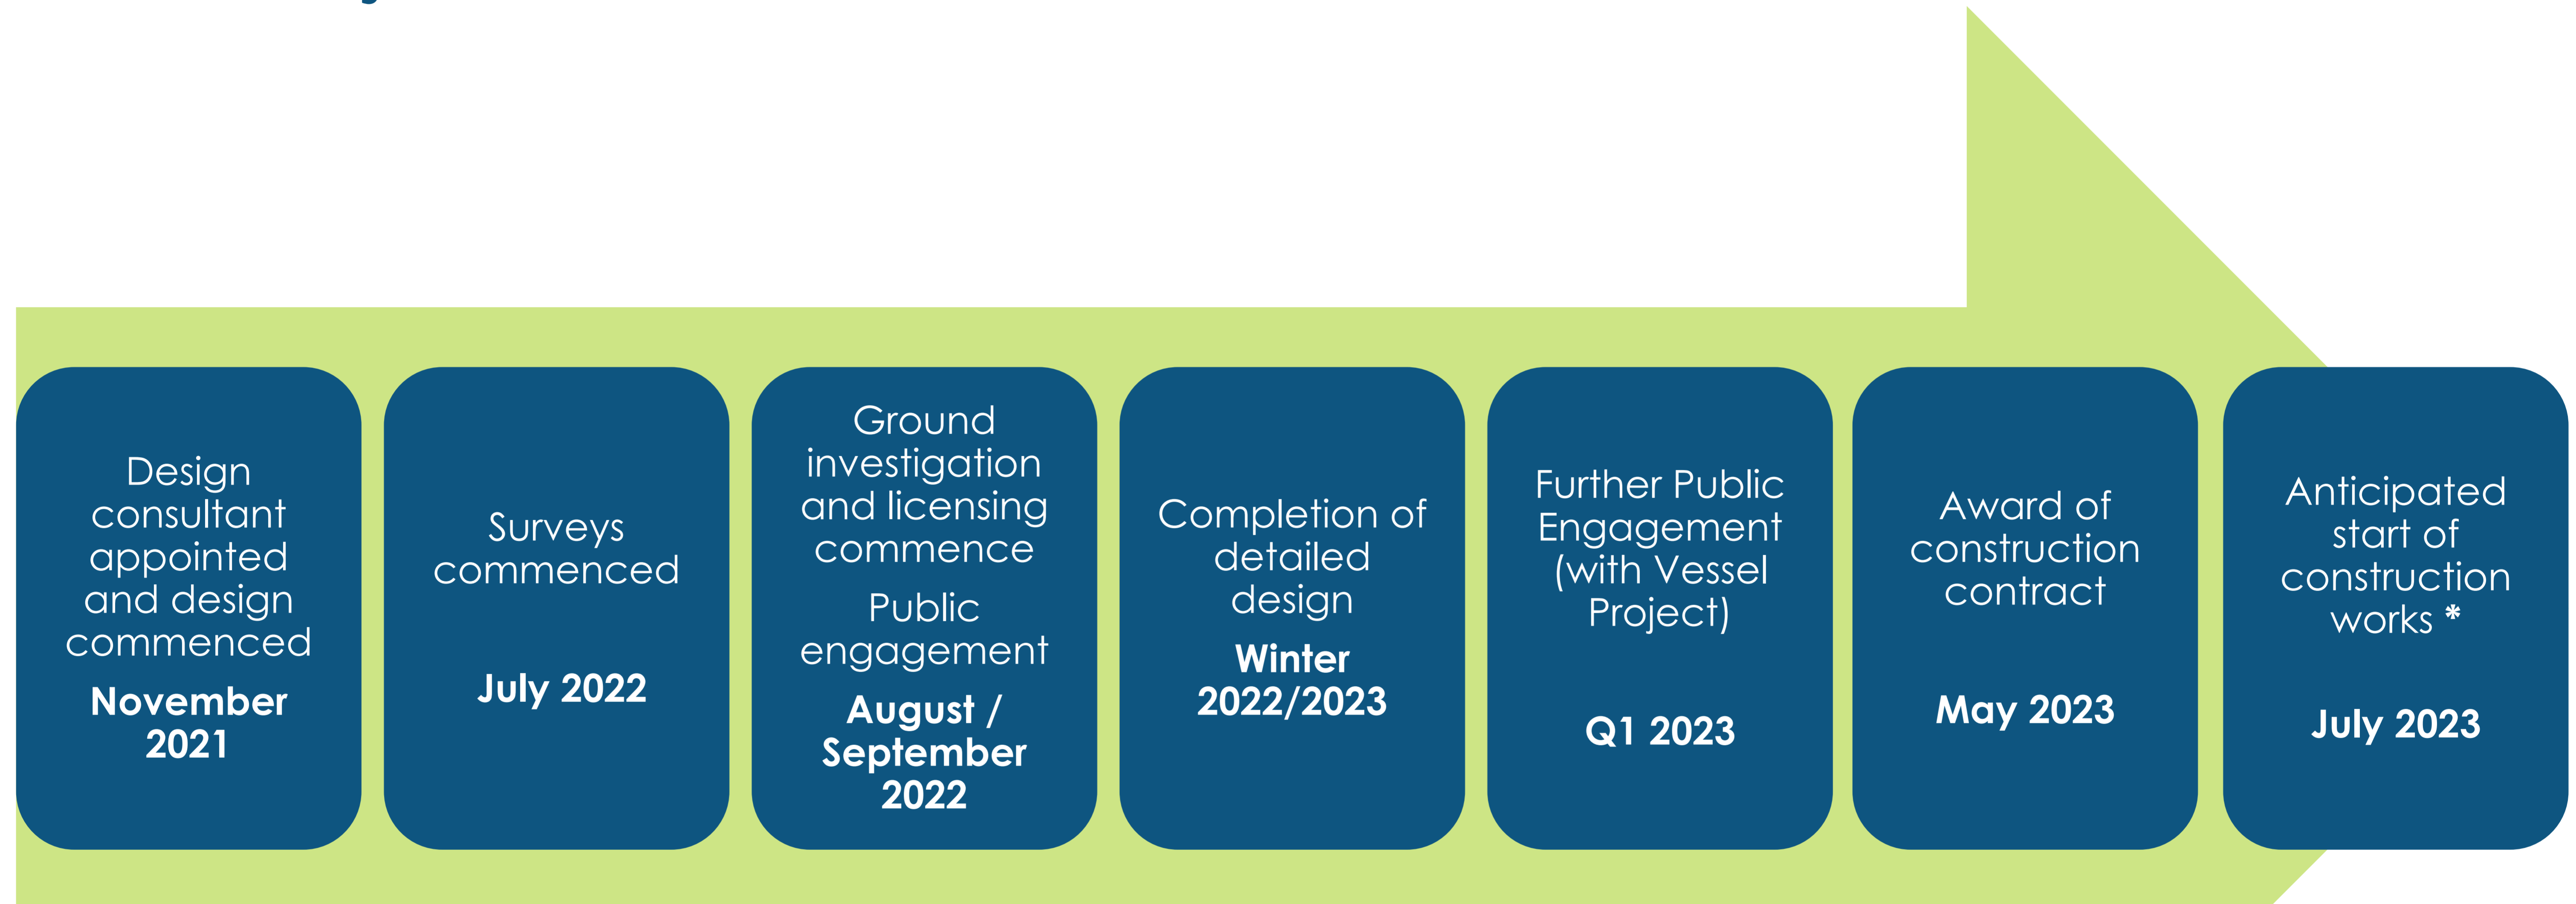 Design
consultant
appointed
and design
commenced
November
2021
Surveys
commenced
July 2022
Ground
investigation
and licensing
commence
Public
engagement
August /
September
2022
Completion of
detailed
design
Winter
2022/2023
Further Public
Engagement
(with Vessel
Project)
Q1 2023
Award of
construction
contract
May 2023
Anticipated
start of
construction
works *
July 2023